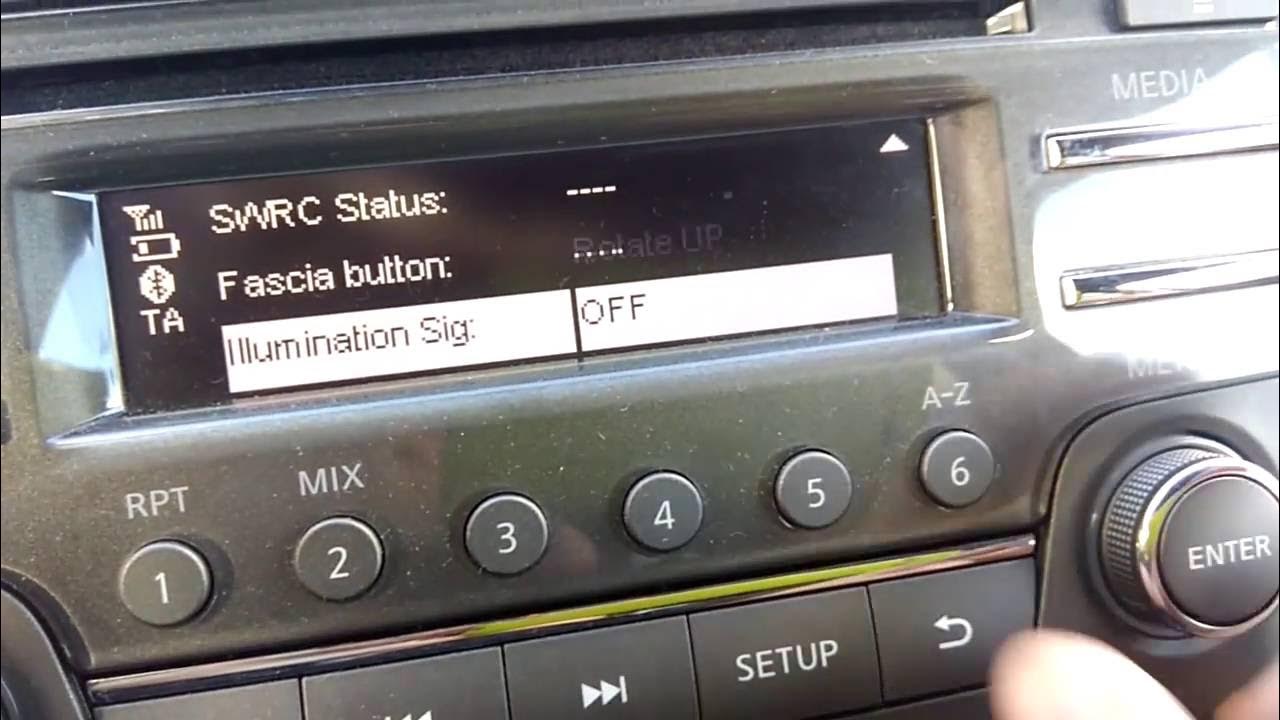 MEDIA
SWRC Status: ----
Fascia button: ----
Rotate UP
Illumination Sig: OFF
TA
A-Z
RPT
MIX
1
2
3
4
5
6
ENTER
SETUP